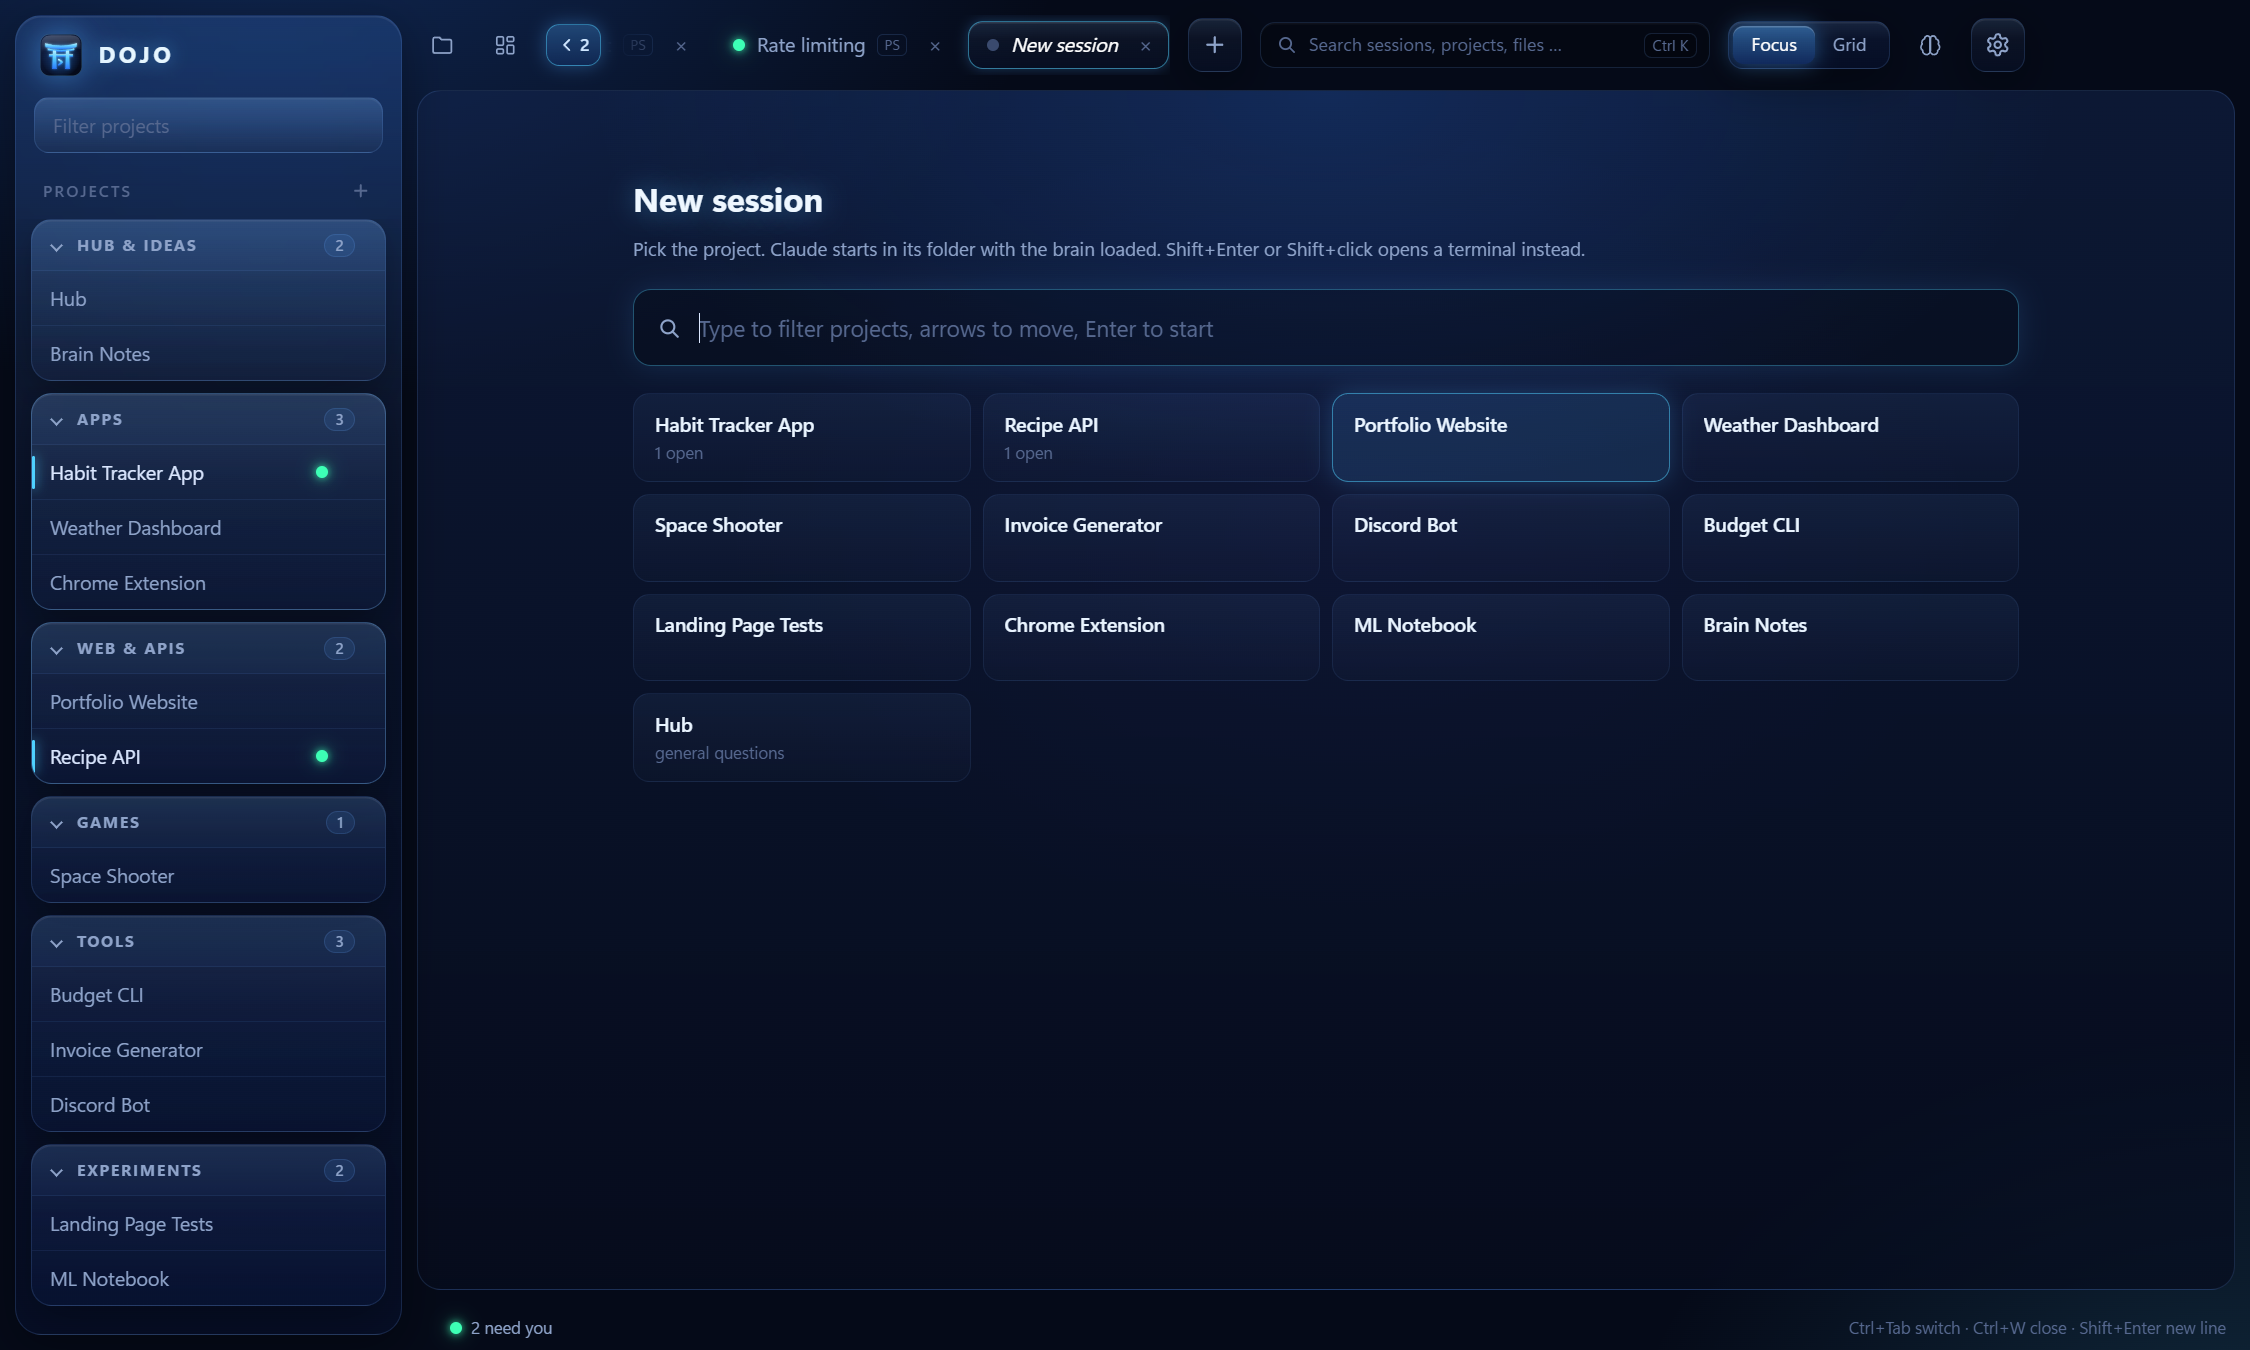 DOJO
Filter projects
PROJECTS
HUB & IDEAS 2
Hub
Brain Notes
APPS 3
Habit Tracker App
Weather Dashboard
Chrome Extension
WEB & APIS 2
Portfolio Website
Recipe API
GAMES 1
Space Shooter
TOOLS 3
Budget CLI
Invoice Generator
Discord Bot
EXPERIMENTS 2
Landing Page Tests
ML Notebook
2 PS × Rate limiting PS × New session × + Search sessions, projects, files ... Ctrl K Focus Grid
New session
Pick the project. Claude starts in its folder with the brain loaded. Shift+Enter or Shift+click opens a terminal instead.
Type to filter projects, arrows to move, Enter to start
Habit Tracker App
1 open
Recipe API
1 open
Portfolio Website
Weather Dashboard
Space Shooter
Invoice Generator
Discord Bot
Budget CLI
Landing Page Tests
Chrome Extension
ML Notebook
Brain Notes
Hub
general questions
2 need you
Ctrl+Tab switch · Ctrl+W close · Shift+Enter new line